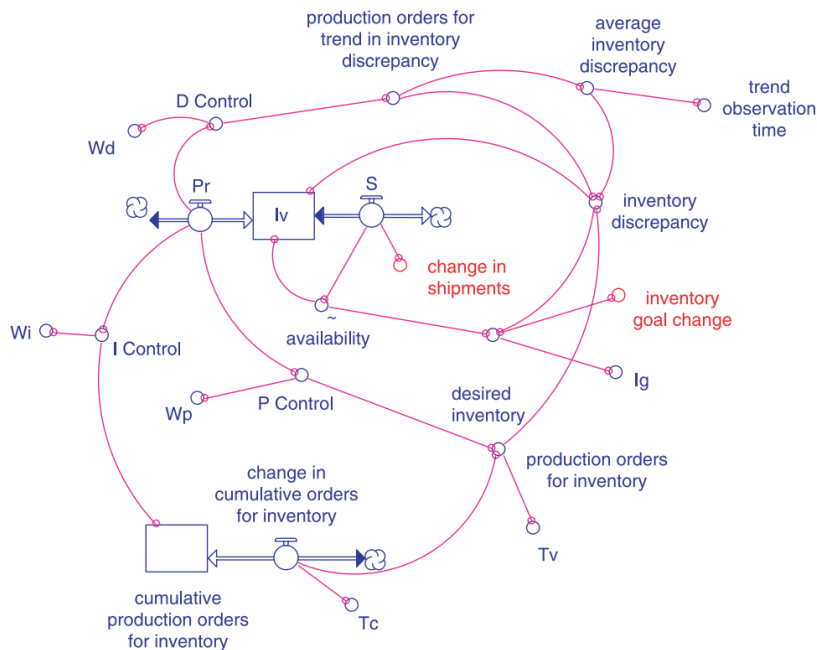 production orders for
trend in inventory
discrepancy
average
inventory
discrepancy
trend
observation
time
D Control
Wd
Pr
S
Iv
inventory
discrepancy
change in
shipments
inventory
goal change
~
availability
Wi
I Control
Ig
desired
inventory
P Control
Wp
production orders
for inventory
change in
cumulative orders
for inventory
Tv
cumulative
production orders
for inventory
Tc